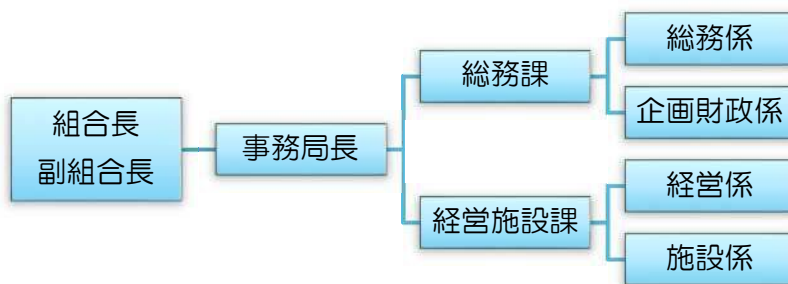 組合長
副組合長
事務局長
総務課
総務係
企画財政係
経営施設課
経営係
施設係